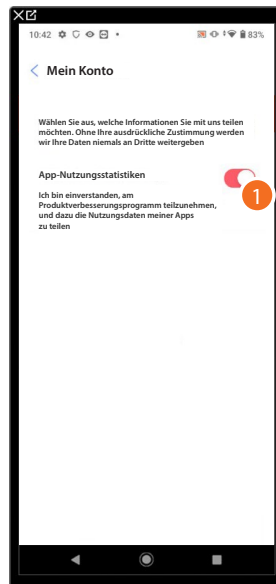 10:42
83%
Mein Konto
Wählen Sie aus, welche Informationen Sie mit uns teilen
möchten. Ohne Ihre ausdrückliche Zustimmung werden
wir Ihre Daten niemals an Dritte weitergeben
App-Nutzungsstatistiken
1
Ich bin einverstanden, am
Produktverbesserungsprogramm teilzunehmen,
und dazu die Nutzungsdaten meiner Apps
zu teilen